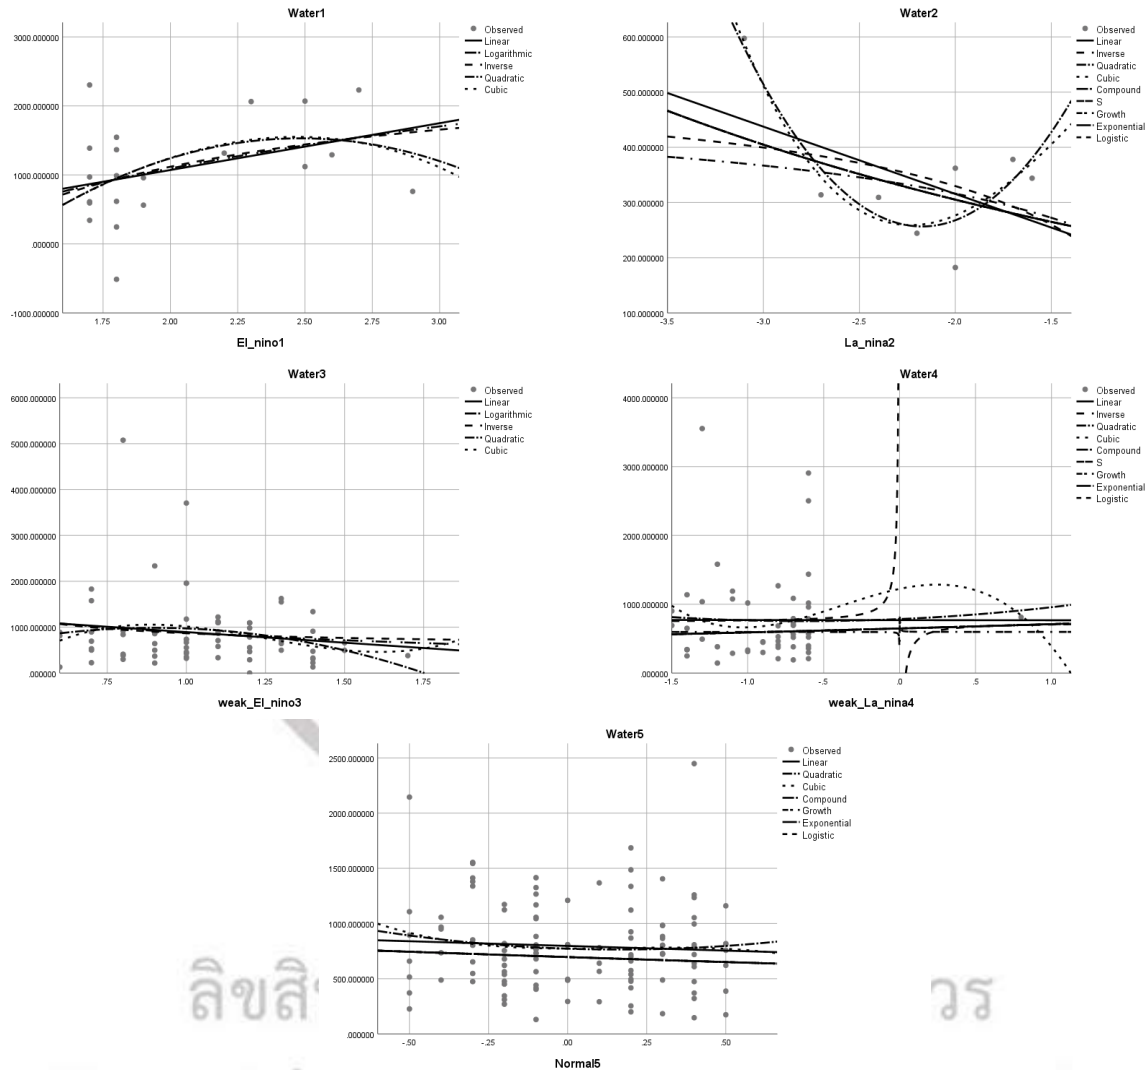 Water1
3000.000000
2000.000000
1000.000000
.000000
-1000.000000
1.75
2.00
2.25
2.50
2.75
3.00
El_nino1
Observed
Linear
Logarithmic
Inverse
Quadratic
Cubic
Water2
600.000000
500.000000
400.000000
300.000000
200.000000
100.000000
-3.5
-3.0
-2.5
-2.0
-1.5
La_nina2
Observed
Linear
Inverse
Quadratic
Cubic
Compound
S
Growth
Exponential
Logistic
Water3
6000.000000
5000.000000
4000.000000
3000.000000
2000.000000
1000.000000
.000000
.75
1.00
1.25
1.50
1.75
weak_El_nino3
Observed
Linear
Logarithmic
Inverse
Quadratic
Cubic
Water4
4000.000000
3000.000000
2000.000000
1000.000000
.000000
-1.5
-1.0
-.5
.0
.5
1.0
weak_La_nina4
Observed
Linear
Inverse
Quadratic
Cubic
Compound
S
Growth
Exponential
Logistic
Water5
2500.000000
2000.000000
1500.000000
1000.000000
500.000000
.000000
-.50
-.25
.00
.25
.50
Normal5
Observed
Linear
Quadratic
Cubic
Compound
Growth
Exponential
Logistic